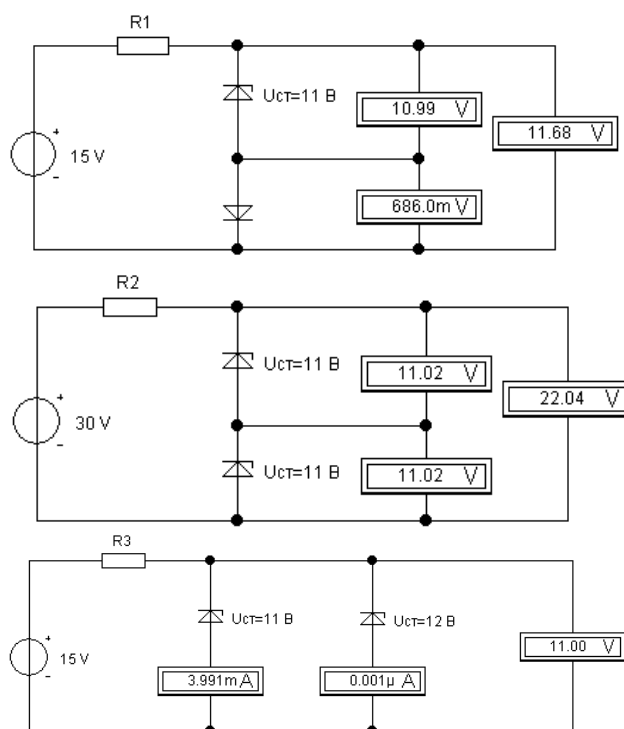 R1
+
Uст=11 В
10.99 V
11.68 V
15 V
-
686.0m V
R2
+
Uст=11 В
11.02 V
22.04 V
30 V
-
Uст=11 В
11.02 V
R3
+
Uст=11 В
Uст=12 В
15 V
11.00 V
-
3.991m A
0.001µ A